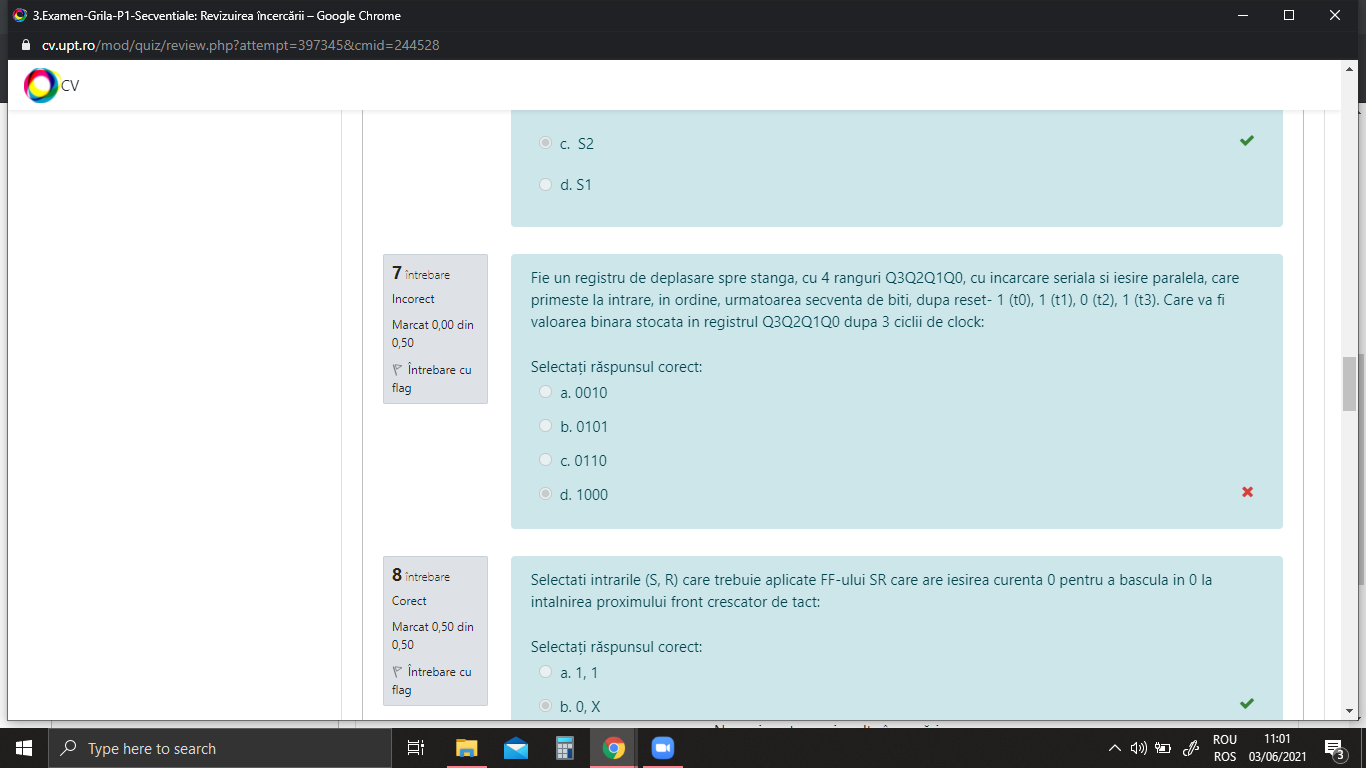 3.Examen-Grila-P1-Secventiale: Revizuirea încercării – Google Chrome
cv.upt.ro/mod/quiz/review.php?attempt=397345&cmid=244528
CV
c. S2
d. S1
7 întrebare
Incorect
Marcat 0,00 din
0,50
Întrebare cu
flag
Fie un registru de deplasare spre stanga, cu 4 ranguri Q3Q2Q1Q0, cu incarcare seriala si iesire paralela, care
primeste la intrare, in ordine, urmatoarea secventa de biti, dupa reset- 1 (t0), 1 (t1), 0 (t2), 1 (t3). Care va fi
valoarea binara stocata in registrul Q3Q2Q1Q0 dupa 3 ciclii de clock:
Selectați răspunsul corect:
a. 0010
b. 0101
c. 0110
d. 1000
8 întrebare
Corect
Marcat 0,50 din
0,50
Întrebare cu
flag
Selectati intrarile (S, R) care trebuie aplicate FF-ului SR care are iesirea curenta 0 pentru a bascula in 0 la
intalnirea proximului front crescator de tact:
Selectați răspunsul corect:
a. 1, 1
b. 0, X
Type here to search
ROU
ROS
11:01
03/06/2021
3